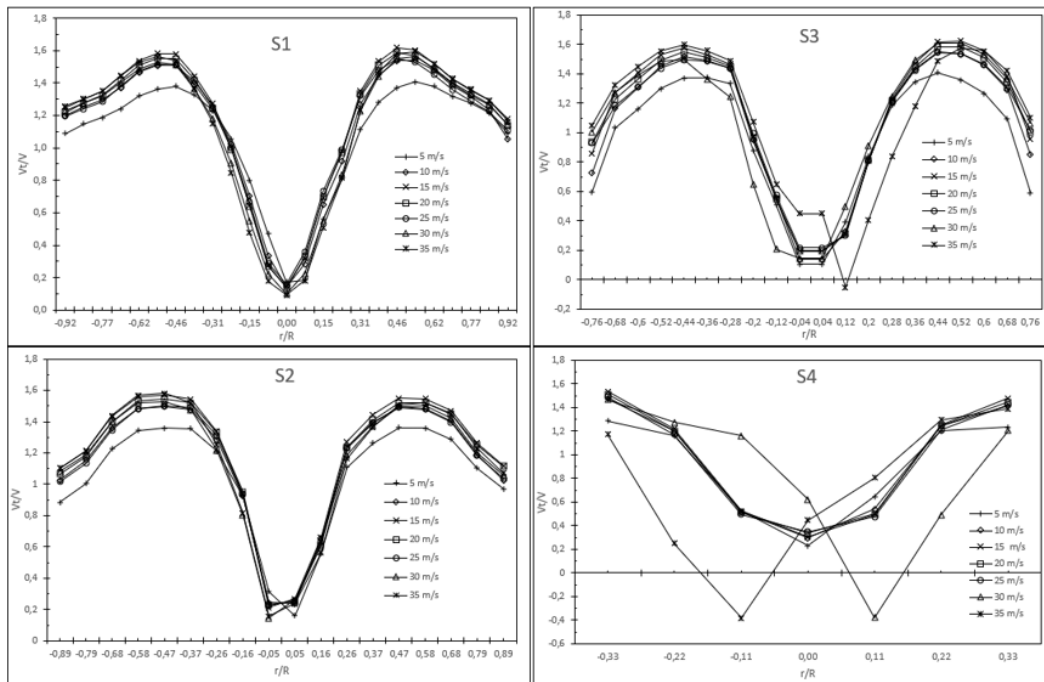 S1
1,8
1,6
1,4
1,2
1,0
0,8
0,6
0,4
0,2
0,0
Vt/V
-0,92 -0,77 -0,62 -0,46 -0,31 -0,15 0,00 0,15 0,31 0,46 0,62 0,77 0,92
r/R
5 m/s
10 m/s
15 m/s
20 m/s
25 m/s
30 m/s
35 m/s
S3
1,8
1,6
1,4
1,2
1
0,8
0,6
0,4
0,2
0
-0,2
Vt/V
-0,76 -0,68 -0,6 -0,52 -0,44 -0,36 -0,28 -0,2 -0,12 -0,04 0,04 0,12 0,2 0,28 0,36 0,44 0,52 0,6 0,68 0,76
r/R
5 m/s
10 m/s
15 m/s
20 m/s
25 m/s
30 m/s
35 m/s
S2
1,8
1,6
1,4
1,2
1
0,8
0,6
0,4
0,2
0
Vt/V
-0,89 -0,79 -0,68 -0,58 -0,47 -0,37 -0,26 -0,16 -0,05 0,05 0,16 0,26 0,37 0,47 0,58 0,68 0,79 0,89
r/R
5 m/s
10 m/s
15 m/s
20 m/s
25 m/s
30 m/s
35 m/s
S4
1,8
1,6
1,4
1,2
1
0,8
0,6
0,4
0,2
0
-0,2
-0,4
-0,6
Vt/V
-0,33 -0,22 -0,11 0,00 0,11 0,22 0,33
r/R
5 m/s
10 m/s
15 m/s
20 m/s
25 m/s
30 m/s
35 m/s